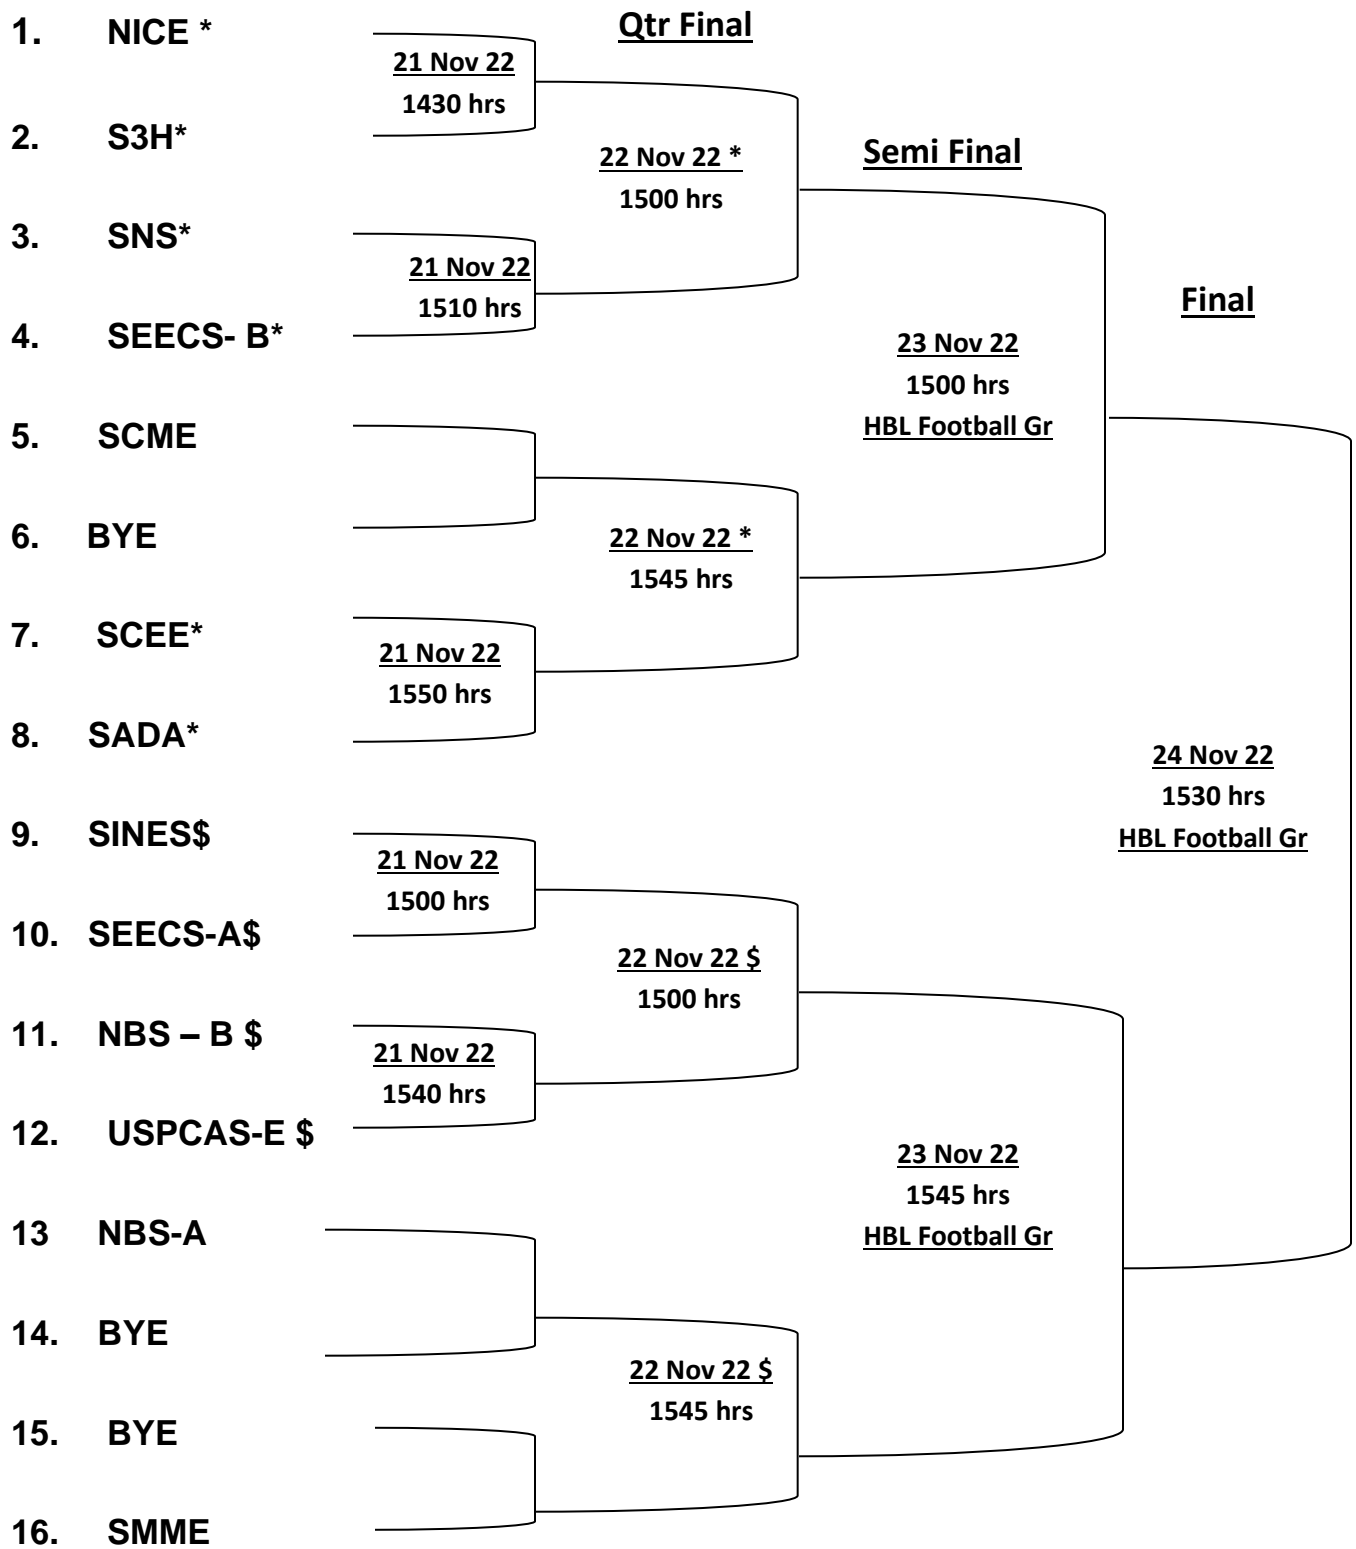 1. NICE *
Qtr Final
21 Nov 22
1430 hrs
2. S3H*
22 Nov 22 *
1500 hrs
Semi Final
3. SNS*
21 Nov 22
1510 hrs
Final
4. SEECS- B*
23 Nov 22
1500 hrs
HBL Football Gr
5. SCME
6. BYE
22 Nov 22 *
1545 hrs
7. SCEE*
21 Nov 22
1550 hrs
8. SADA*
24 Nov 22
1530 hrs
HBL Football Gr
9. SINES$
21 Nov 22
1500 hrs
10. SEECS-A$
22 Nov 22 $
1500 hrs
11. NBS – B $
21 Nov 22
1540 hrs
12. USPCAS-E $
23 Nov 22
1545 hrs
HBL Football Gr
13 NBS-A
14. BYE
22 Nov 22 $
1545 hrs
15. BYE
16. SMME